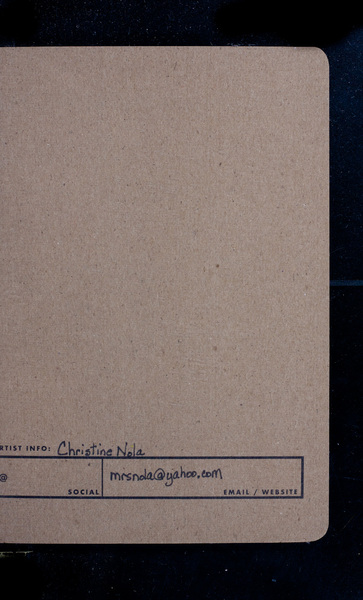 RTIST INFO: Christine Nola
@ mrsnola@yahoo.com
SOCIAL EMAIL / WEBSITE